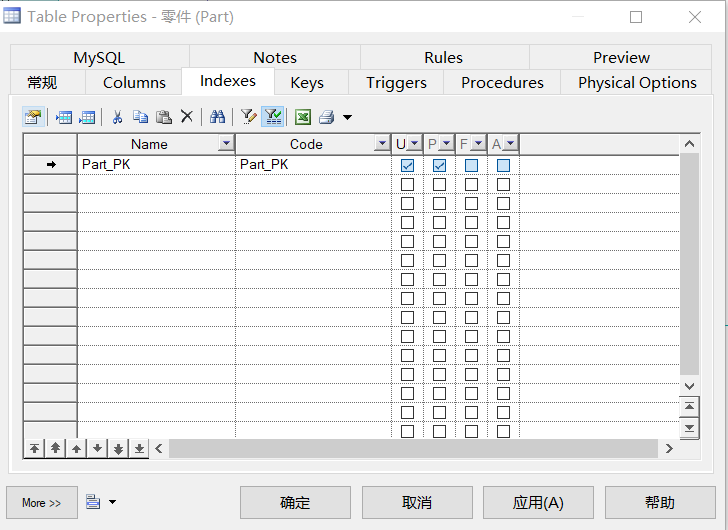 Table Properties - 零件 (Part)
MySQL Notes Rules Preview
常规 Columns Indexes Keys Triggers Procedures Physical Options
Name Code U P F A
Part_PK Part_PK
More >> 确定 取消 应用(A) 帮助